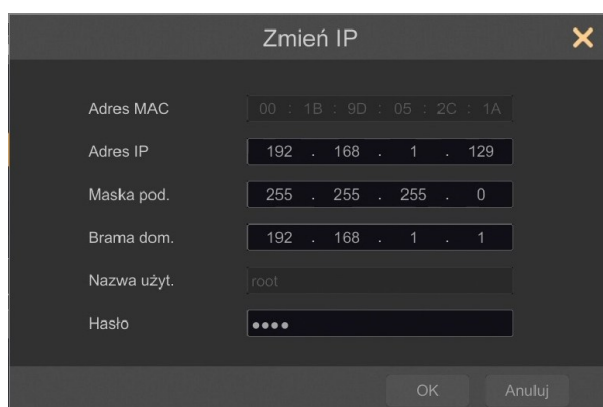 Zmień IP
Adres MAC 00 : 1B : 9D : 05 : 2C : 1A
Adres IP 192 . 168 . 1 . 129
Maska pod. 255 . 255 . 255 . 0
Brama dom. 192 . 168 . 1 . 1
Nazwa użyt. root
Hasło ●●●●
OK Anuluj